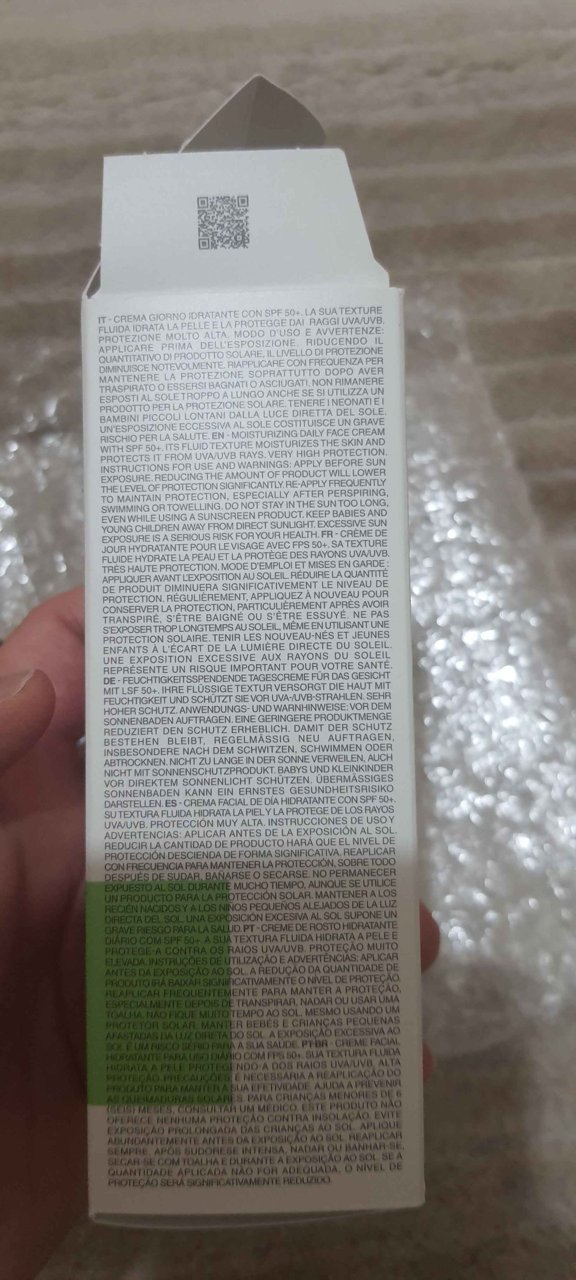 IT - CREMA GIORNO IDRATANTE CON SPF 50+. LA SUA TEXTURE
FLUIDA IDRATA LA PELLE E LA PROTEGGE DAI RAGGI UVA/UVB.
PROTEZIONE MOLTO ALTA. MODO D'USO E AVVERTENZE:
APPLICARE PRIMA DELL'ESPOSIZIONE. RIDUCENDO IL
QUANTITATIVO DI PRODOTTO SOLARE, IL LIVELLO DI PROTEZIONE
DIMINUISCE NOTEVOLMENTE. RIAPPLICARE CON FREQUENZA PER
MANTENERE LA PROTEZIONE SOPRATTUTTO DOPO AVER
TRASPIRATO O ESSERSI BAGNATI O ASCIUGATI. NON RIMANERE
ESPOSTI AL SOLE TROPPO A LUNGO ANCHE SE SI UTILIZZA UN
PRODOTTO PER LA PROTEZIONE SOLARE. TENERE I NEONATI E I
BAMBINI PICCOLI LONTANI DALLA LUCE DIRETTA DEL SOLE.
UN'ESPOSIZIONE ECCESSIVA AL SOLE COSTITUISCE UN GRAVE
RISCHIO PER LA SALUTE. EN - MOISTURIZING DAILY FACE CREAM
WITH SPF 50+. ITS FLUID TEXTURE MOISTURIZES THE SKIN AND
PROTECTS IT FROM UVA/UVB RAYS. VERY HIGH PROTECTION.
INSTRUCTIONS FOR USE AND WARNINGS: APPLY BEFORE SUN
EXPOSURE. REDUCING THE AMOUNT OF PRODUCT WILL LOWER
THE LEVEL OF PROTECTION SIGNIFICANTLY. RE-APPLY FREQUENTLY
TO MAINTAIN PROTECTION, ESPECIALLY AFTER PERSPIRING,
SWIMMING OR TOWELLING. DO NOT STAY IN THE SUN TOO LONG,
EVEN WHILE USING A SUNSCREEN PRODUCT. KEEP BABIES AND
YOUNG CHILDREN AWAY FROM DIRECT SUNLIGHT. EXCESSIVE SUN
EXPOSURE IS A SERIOUS RISK FOR YOUR HEALTH. FR - CRÈME DE
JOUR HYDRATANTE POUR LE VISAGE AVEC FPS 50+. SA TEXTURE
FLUIDE HYDRATE LA PEAU ET LA PROTÈGE DES RAYONS UVA/UVB.
TRÈS HAUTE PROTECTION. MODE D'EMPLOI ET MISES EN GARDE :
APPLIQUER AVANT L'EXPOSITION AU SOLEIL. RÉDUIRE LA QUANTITÉ
DE PRODUIT DIMINUERA SIGNIFICATIVEMENT LE NIVEAU DE
PROTECTION. RÉGULIÈREMENT, APPLIQUEZ À NOUVEAU POUR
CONSERVER LA PROTECTION, PARTICULIÈREMENT APRÈS AVOIR
TRANSPIRÉ, S'ÊTRE BAIGNÉ OU S'ÊTRE ESSUYÉ. NE PAS
S'EXPOSER TROP LONGTEMPS AU SOLEIL, MÊME EN UTILISANT UNE
PROTECTION SOLAIRE. TENIR LES NOUVEAU-NÉS ET JEUNES
ENFANTS À L'ÉCART DE LA LUMIÈRE DIRECTE DU SOLEIL.
UNE EXPOSITION EXCESSIVE AUX RAYONS DU SOLEIL
REPRÉSENTE UN RISQUE IMPORTANT POUR VOTRE SANTÉ.
DE - FEUCHTIGKEITSSPENDENDE TAGESCREME FÜR DAS GESICHT
MIT LSF 50+. IHRE FLÜSSIGE TEXTUR VERSORGT DIE HAUT MIT
FEUCHTIGKEIT UND SCHÜTZT SIE VOR UVA-/UVB-STRAHLEN. SEHR
HOHER SCHUTZ. ANWENDUNGS- UND WARNHINWEISE: VOR DEM
SONNENBADEN AUFTRAGEN. EINE GERINGERE PRODUKTMENGE
REDUZIERT DEN SCHUTZ ERHEBLICH. DAMIT DER SCHUTZ
BESTEHEN BLEIBT, REGELMÄSSIG NEU AUFTRAGEN,
INSBESONDERE NACH DEM SCHWITZEN, SCHWIMMEN ODER
ABTROCKNEN. NICHT ZU LANGE IN DER SONNE VERWEILEN, AUCH
NICHT MIT SONNENSCHUTZPRODUKT. BABYS UND KLEINKINDER
VOR DIREKTEM SONNENLICHT SCHÜTZEN. ÜBERMÄSSIGES
SONNENBADEN KANN EIN ERNSTES GESUNDHEITSRISIKO
DARSTELLEN. ES - CREMA FACIAL DE DÍA HIDRATANTE CON SPF 50+.
SU TEXTURA FLUIDA HIDRATA LA PIEL Y LA PROTEGE DE LOS RAYOS
UVA/UVB. PROTECCIÓN MUY ALTA. INSTRUCCIONES DE USO Y
ADVERTENCIAS: APLICAR ANTES DE LA EXPOSICIÓN AL SOL.
REDUCIR LA CANTIDAD DE PRODUCTO HARÁ QUE EL NIVEL DE
PROTECCIÓN DESCIENDA DE FORMA SIGNIFICATIVA. REAPLICAR
CON FRECUENCIA PARA MANTENER LA PROTECCIÓN, SOBRE TODO
DESPUÉS DE SUDAR, BANARSE O SECARSE. NO PERMANECER
EXPUESTO AL SOL DURANTE MUCHO TIEMPO, AUNQUE SE UTILICE
UN PRODUCTO PARA LA PROTECCIÓN SOLAR. MANTENER A LOS
RECIÉN NACIDOS Y A LOS NIÑOS PEQUEÑOS ALEJADOS DE LA LUZ
DIRECTA DEL SOL. UNA EXPOSICIÓN EXCESIVA AL SOL SUPONE UN
GRAVE RIESGO PARA LA SALUD. PT - CREME DE ROSTO HIDRATANTE
DIÁRIO COM SPF 50+. A SUA TEXTURA FLUIDA HIDRATA A PELE E
PROTEGE-A CONTRA OS RAIOS UVA/UVB. PROTEÇÃO MUITO
ELEVADA. INSTRUÇÕES DE UTILIZAÇÃO E ADVERTÊNCIAS: APLICAR
ANTES DA EXPOSIÇÃO AO SOL. A REDUÇÃO DA QUANTIDADE DE
PRODUTO IRÁ BAIXAR SIGNIFICATIVAMENTE O NÍVEL DE PROTEÇÃO.
REAPLICAR FREQUENTEMENTE PARA MANTER A PROTEÇÃO,
ESPECIALMENTE DEPOIS DE TRANSPIRAR, NADAR OU USAR UMA
TOALHA. NÃO FIQUE MUITO TEMPO AO SOL, MESMO USANDO UM
PROTETOR SOLAR. MANTER BEBÉS E CRIANÇAS PEQUENAS
AFASTADAS DA LUZ DIRETA DO SOL. A EXPOSIÇÃO EXCESSIVA AO
SOL É UM RISCO SÉRIO PARA A SUA SAÚDE. PT-BR - CREME FACIAL
HIDRATANTE PARA USO DIÁRIO COM FPS 50+. SUA TEXTURA FLUIDA
HIDRATA A PELE PROTEGENDO-A DOS RAIOS UVA/UVB. ALTA
PROTEÇÃO. PRECAUÇÕES: É NECESSÁRIA A REAPLICAÇÃO DO
PRODUTO PARA MANTER A SUA EFETIVIDADE. AJUDA A PREVENIR
AS QUEIMADURAS SOLARES. PARA CRIANÇAS MENORES DE 6
(SEIS) MESES, CONSULTAR UM MÉDICO. ESTE PRODUTO NÃO
OFERECE NENHUMA PROTEÇÃO CONTRA INSOLAÇÃO. EVITE
EXPOSIÇÃO PROLONGADA DAS CRIANÇAS AO SOL. APLIQUE
ABUNDANTEMENTE ANTES DA EXPOSIÇÃO AO SOL. REAPLICAR
SEMPRE, APÓS SUDORESE INTENSA, NADAR OU BANHAR-SE,
SECAR-SE COM TOALHA E DURANTE A EXPOSIÇÃO AO SOL. SE A
QUANTIDADE APLICADA NÃO FOR ADEQUADA, O NÍVEL DE
PROTEÇÃO SERÁ SIGNIFICATIVAMENTE REDUZIDO.